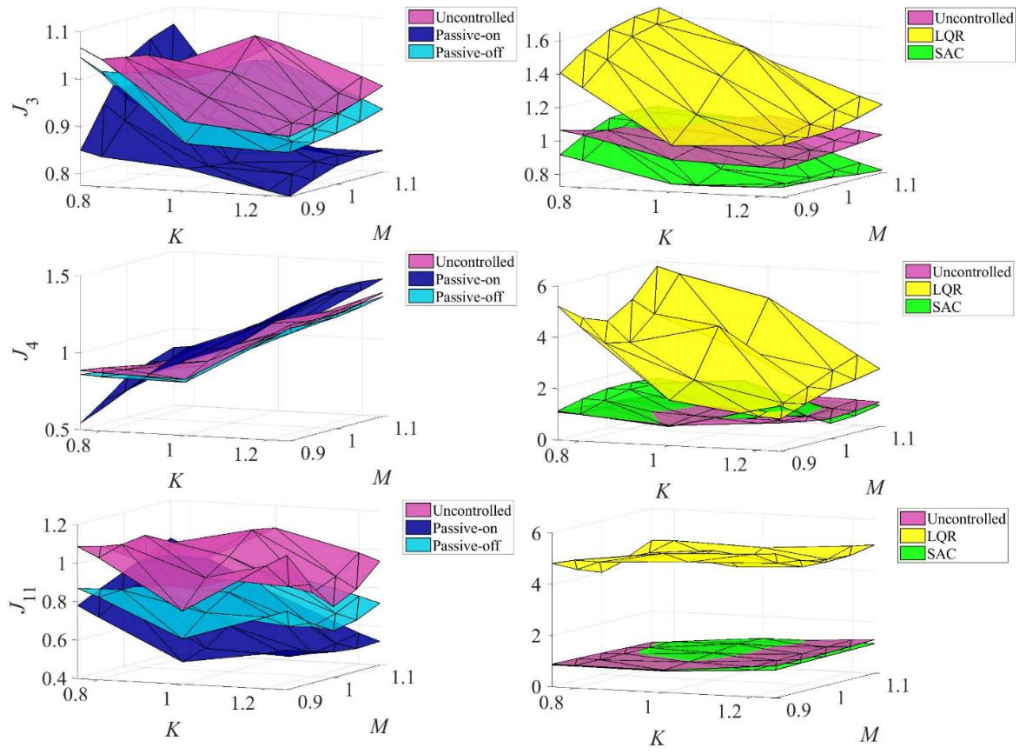 1.1
1
0.9
0.8
J3
0.8
1
1.2
K
0.9
1
1.1
M
Uncontrolled
Passive-on
Passive-off
1.6
1.4
1.2
1
0.8
0.8
1
1.2
K
0.9
1
1.1
M
Uncontrolled
LQR
SAC
1.5
1
0.5
J4
0.8
1
1.2
K
0.9
1
1.1
M
Uncontrolled
Passive-on
Passive-off
6
4
2
0
0.8
1
1.2
K
0.9
1
1.1
M
Uncontrolled
LQR
SAC
1.2
1
0.8
0.6
0.4
J11
0.8
1
1.2
K
0.9
1
1.1
M
Uncontrolled
Passive-on
Passive-off
6
4
2
0
0.8
1
1.2
K
0.9
1
1.1
M
Uncontrolled
LQR
SAC